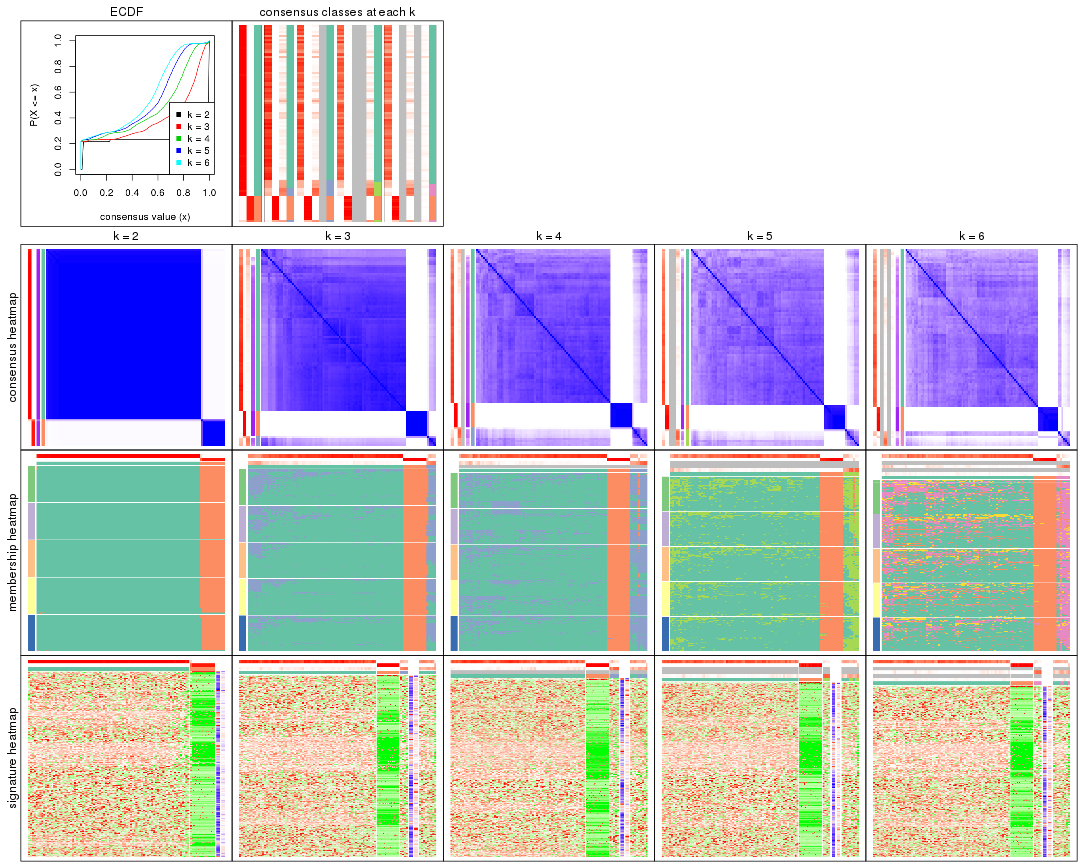 ECDF
consensus classes at each k
P(X <= x)
0.0 0.2 0.4 0.6 0.8 1.0
k = 2
k = 3
k = 4
k = 5
k = 6
0.0 0.2 0.4 0.6 0.8 1.0
consensus value (x)
k = 2
k = 3
k = 4
k = 5
k = 6
consensus heatmap
membership heatmap
signature heatmap